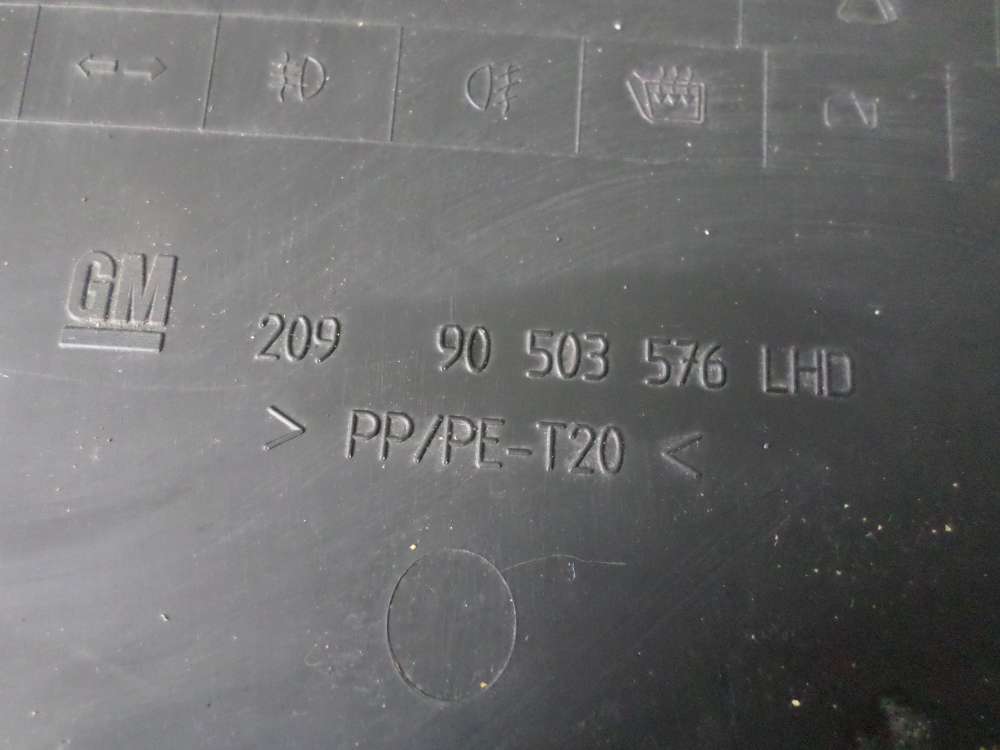 GM
209 90 503 576 LHD
> PP/PE-T20 <